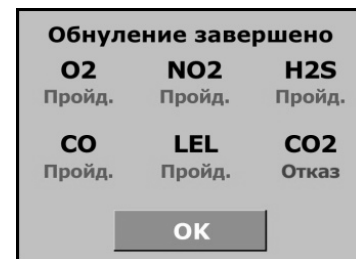 Обнуление завершено
O2 NO2 H2S
Пройд. Пройд. Пройд.
CO LEL CO2
Пройд. Пройд. Отказ
OK